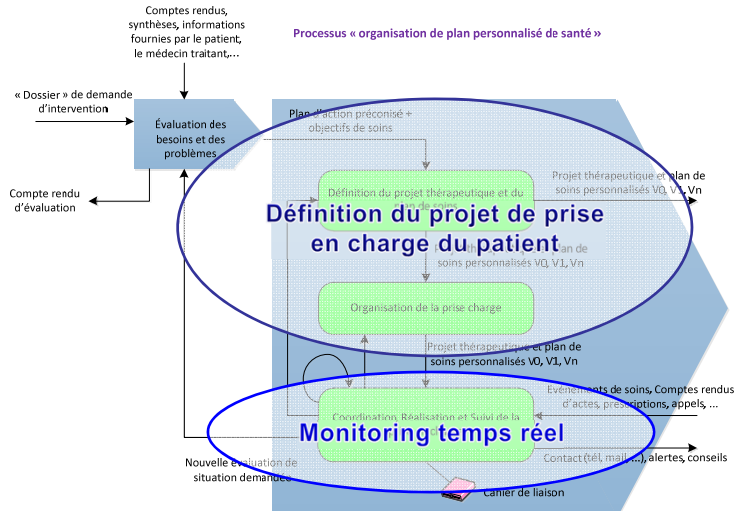 Comptes rendus,
synthèses, informations
fournies par le patient,
le médecin traitant,...
Processus « organisation de plan personnalisé de santé »
« Dossier » de demande
d'intervention
Évaluation des
besoins et des
problèmes
Plan d'action préconisé +
objectifs de soins
Compte rendu
d'évaluation
Projet thérapeutique et plan de
soins personnalisés V0, V1, Vn
Définition du projet thérapeutique et du
plan de soins
Définition du projet de prise
en charge du patient
Projet thérapeutique et plan de
soins personnalisés V0, V1, Vn
Organisation de la prise charge
Projet thérapeutique et plan de
soins personnalisés V0, V1, Vn
Évènements de soins, Comptes rendus
d'actes, prescriptions, appels, ...
Coordination, Réalisation et Suivi de la
Monitoring temps réel
Contact (tél, mail, ...), alertes, conseils
Nouvelle évaluation de
situation demandée
Cahier de liaison